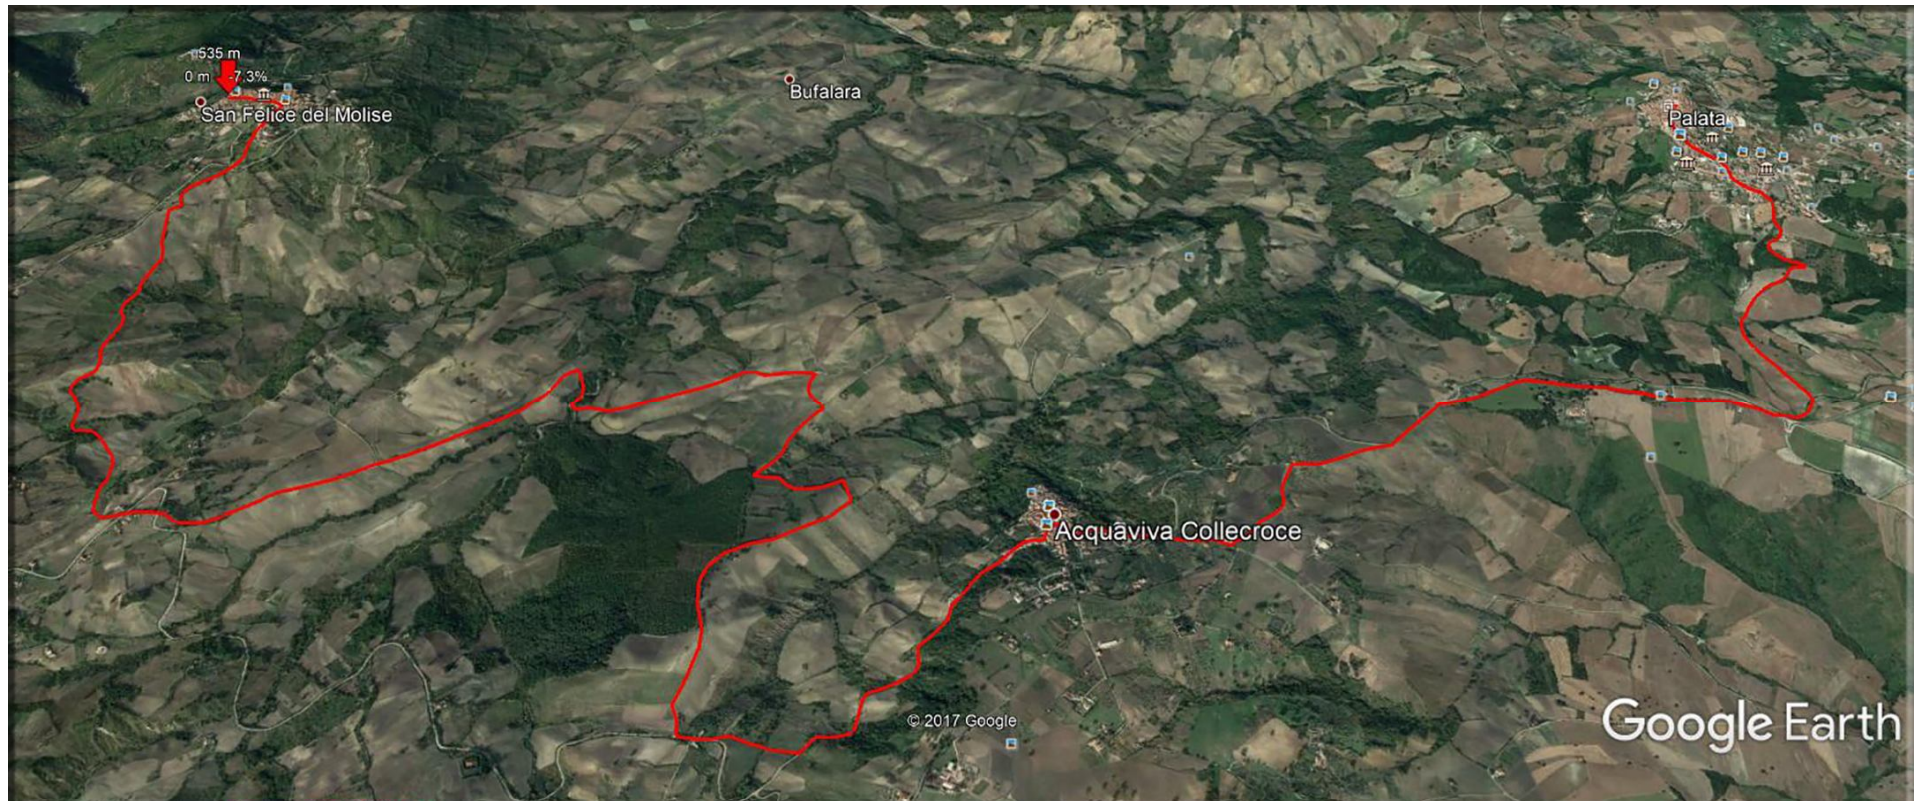 535 m
0 m -7,3%
San Felice del Molise
Bufalara
Palata
Acquaviva Collecroce
© 2017 Google
Google Earth